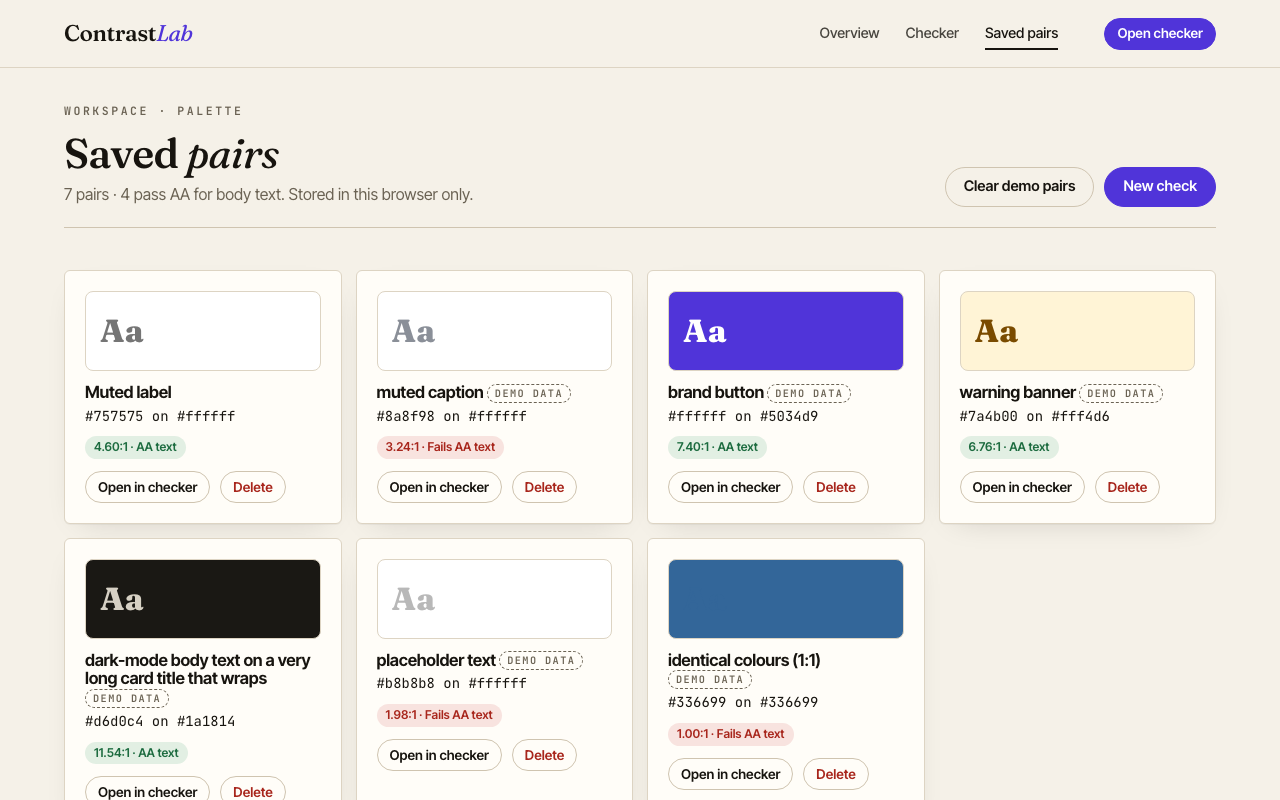 ContrastLab
Overview
Checker
Saved pairs
Open checker
WORKSPACE · PALETTE
Saved pairs
7 pairs · 4 pass AA for body text. Stored in this browser only.
Clear demo pairs
New check
Aa
Muted label
#757575 on #ffffff
4.60:1 · AA text
Open in checker
Delete
Aa
muted caption DEMO DATA
#8a8f98 on #ffffff
3.24:1 · Fails AA text
Open in checker
Delete
Aa
brand button DEMO DATA
#ffffff on #5034d9
7.40:1 · AA text
Open in checker
Delete
Aa
warning banner DEMO DATA
#7a4b00 on #fff4d6
6.76:1 · AA text
Open in checker
Delete
Aa
dark-mode body text on a very
long card title that wraps
DEMO DATA
#d6d0c4 on #1a1814
11.54:1 · AA text
Open in checker
Delete
Aa
placeholder text DEMO DATA
#b8b8b8 on #ffffff
1.98:1 · Fails AA text
Open in checker
Delete
identical colours (1:1)
DEMO DATA
#336699 on #336699
1.00:1 · Fails AA text
Open in checker
Delete